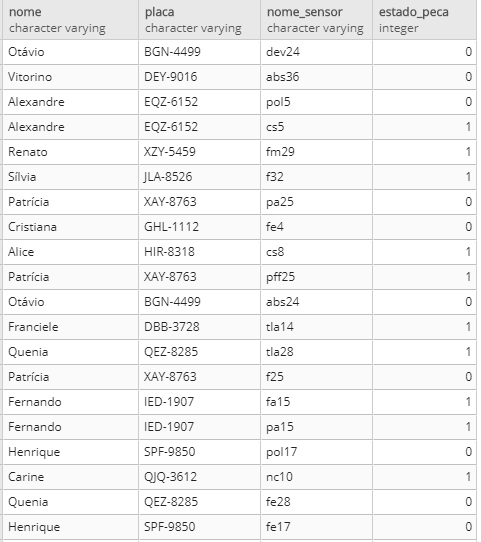 nome placa nome_sensor estado_peca
character varying character varying character varying integer
Otávio BGN-4499 dev24 0
Vitorino DEY-9016 abs36 0
Alexandre EQZ-6152 pol5 0
Alexandre EQZ-6152 cs5 1
Renato XZY-5459 fm29 1
Sílvia JLA-8526 f32 1
Patrícia XAY-8763 pa25 0
Cristiana GHL-1112 fe4 0
Alice HIR-8318 cs8 1
Patrícia XAY-8763 pff25 1
Otávio BGN-4499 abs24 0
Franciele DBB-3728 tla14 1
Quenia QEZ-8285 tla28 1
Patrícia XAY-8763 f25 0
Fernando IED-1907 fa15 1
Fernando IED-1907 pa15 1
Henrique SPF-9850 pol17 0
Carine QJQ-3612 nc10 1
Quenia QEZ-8285 fe28 0
Henrique SPF-9850 fe17 0